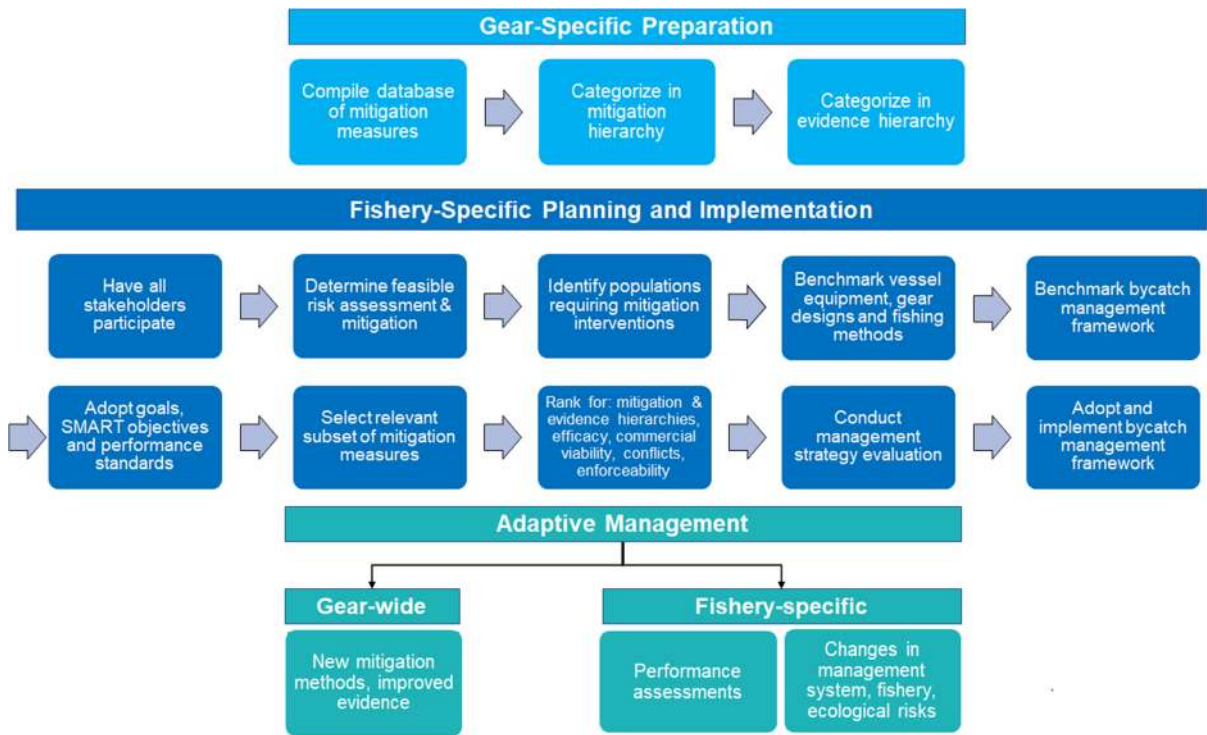 Gear-Specific Preparation
Compile database
of mitigation
measures
Categorize in
mitigation
hierarchy
Categorize in
evidence hierarchy
Fishery-Specific Planning and Implementation
Have all
stakeholders
participate
Determine feasible
risk assessment &
mitigation
Identify populations
requiring mitigation
interventions
Benchmark vessel
equipment, gear
designs and fishing
methods
Benchmark bycatch
management
framework
Adopt goals,
SMART objectives
and performance
standards
Select relevant
subset of mitigation
measures
Rank for: mitigation &
evidence hierarchies,
efficacy, commercial
viability, conflicts,
enforceability
Conduct
management
strategy evaluation
Adopt and
implement bycatch
management
framework
Adaptive Management
Gear-wide
New mitigation
methods, improved
evidence
Fishery-specific
Performance
assessments
Changes in
management
system, fishery,
ecological risks